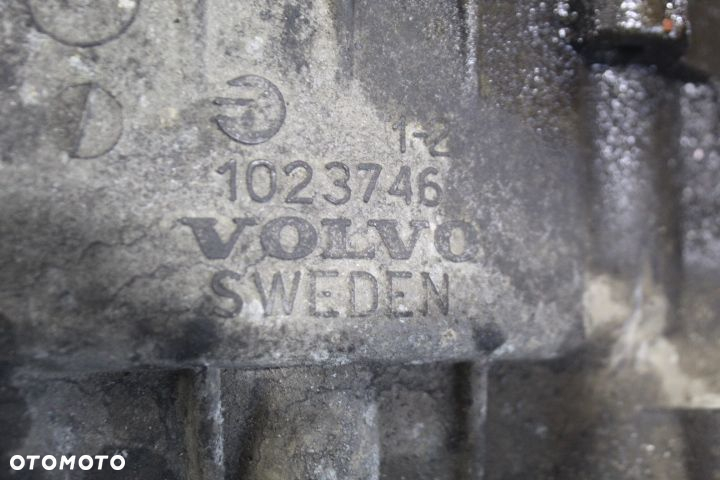 1-2
1023746
VOLVO
SWEDEN
OTOMOTO